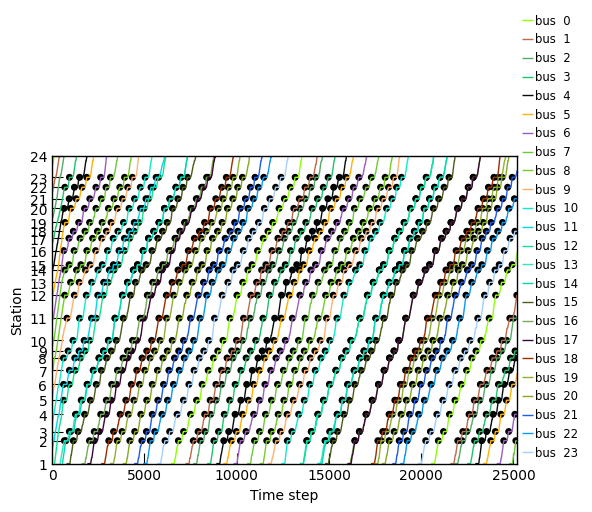 bus 0
bus 1
bus 2
bus 3
bus 4
bus 5
bus 6
bus 7
bus 8
bus 9
bus 10
bus 11
bus 12
bus 13
bus 14
bus 15
bus 16
bus 17
bus 18
bus 19
bus 20
bus 21
bus 22
bus 23
24
23
22
21
20
19
18
17
16
15
14
13
12
11
10
9
8
7
6
5
4
3
2
1
Station
0 5000 10000 15000 20000 25000
Time step